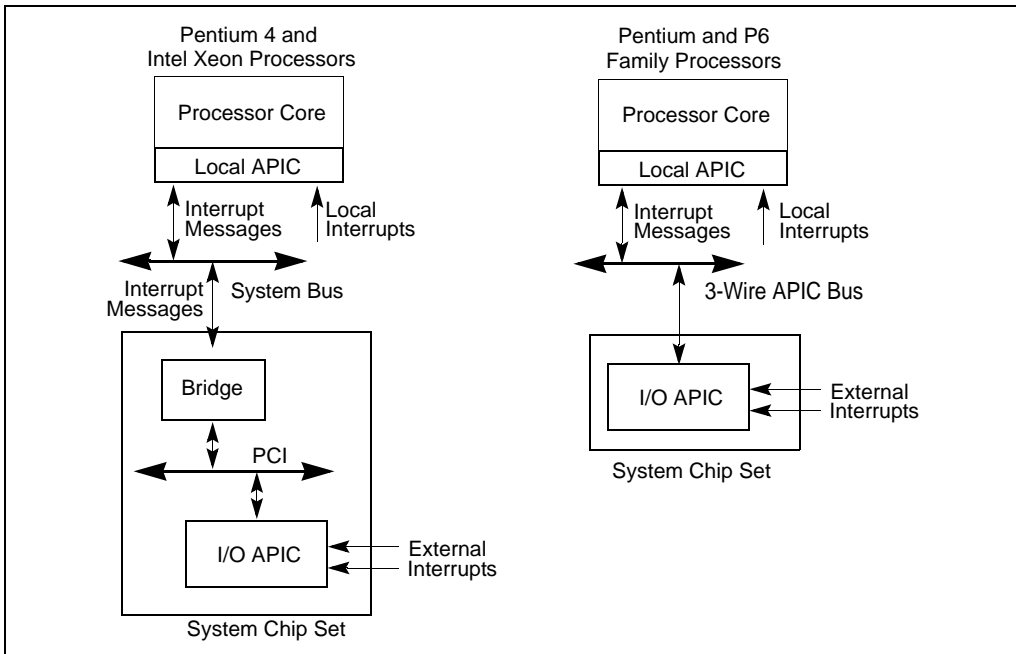 Pentium 4 and
Intel Xeon Processors
Processor Core
Local APIC
Interrupt
Messages
Local
Interrupts
Interrupt
Messages
System Bus
Bridge
PCI
I/O APIC
External
Interrupts
System Chip Set
Pentium and P6
Family Processors
Processor Core
Local APIC
Interrupt
Messages
Local
Interrupts
3-Wire APIC Bus
I/O APIC
External
Interrupts
System Chip Set